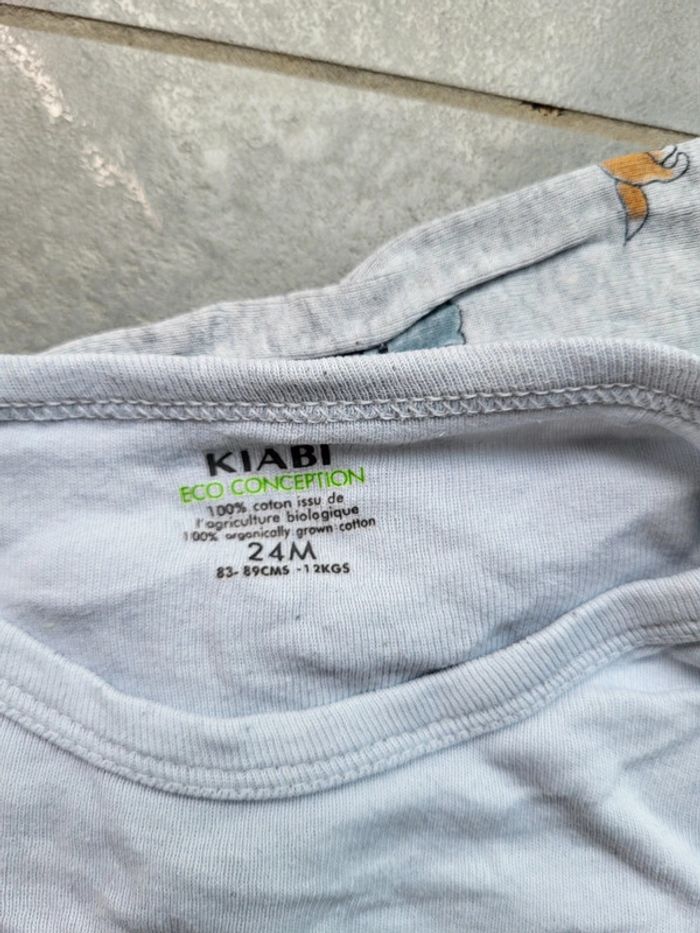 KIABI
ECO CONCEPTION
100% coton issu de
l'agriculture biologique
100% organically grown cotton
24M
83-89CMS -12KGS